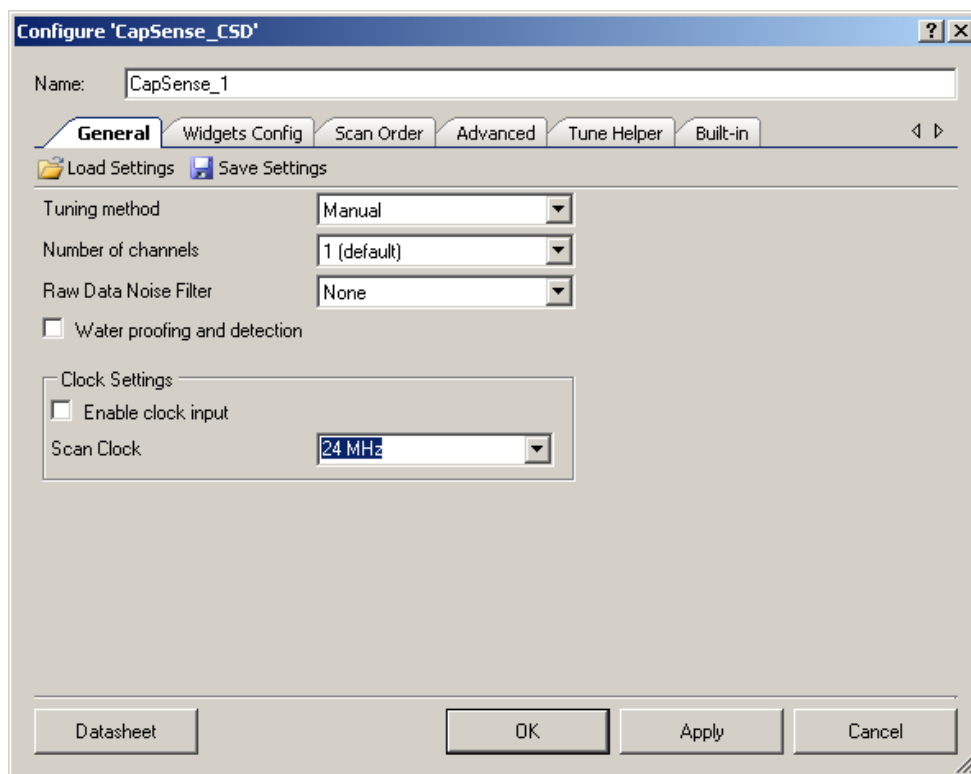 Configure 'CapSense_CSD'
Name: CapSense_1
General Widgets Config Scan Order Advanced Tune Helper Built-in
Load Settings Save Settings
Tuning method Manual
Number of channels 1 (default)
Raw Data Noise Filter None
Water proofing and detection
Clock Settings
Enable clock input
Scan Clock 24 MHz
Datasheet OK Apply Cancel